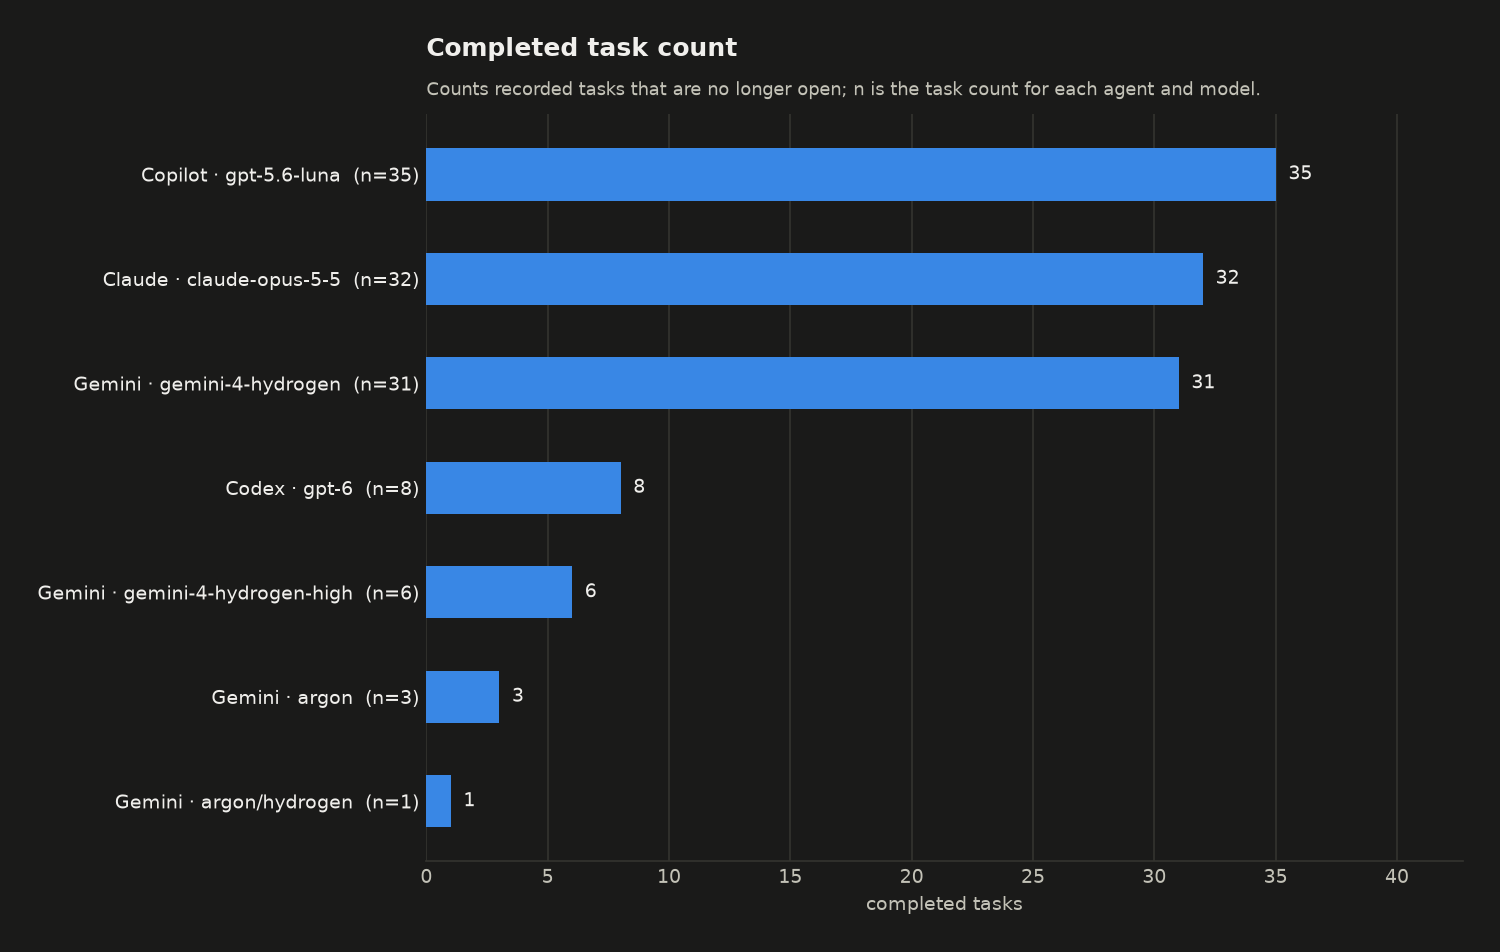 Completed task count
Counts recorded tasks that are no longer open; n is the task count for each agent and model.
Copilot · gpt-5.6-luna (n=35)
35
Claude · claude-opus-5-5 (n=32)
32
Gemini · gemini-4-hydrogen (n=31)
31
Codex · gpt-6 (n=8)
8
Gemini · gemini-4-hydrogen-high (n=6)
6
Gemini · argon (n=3)
3
Gemini · argon/hydrogen (n=1)
1
0 5 10 15 20 25 30 35 40
completed tasks